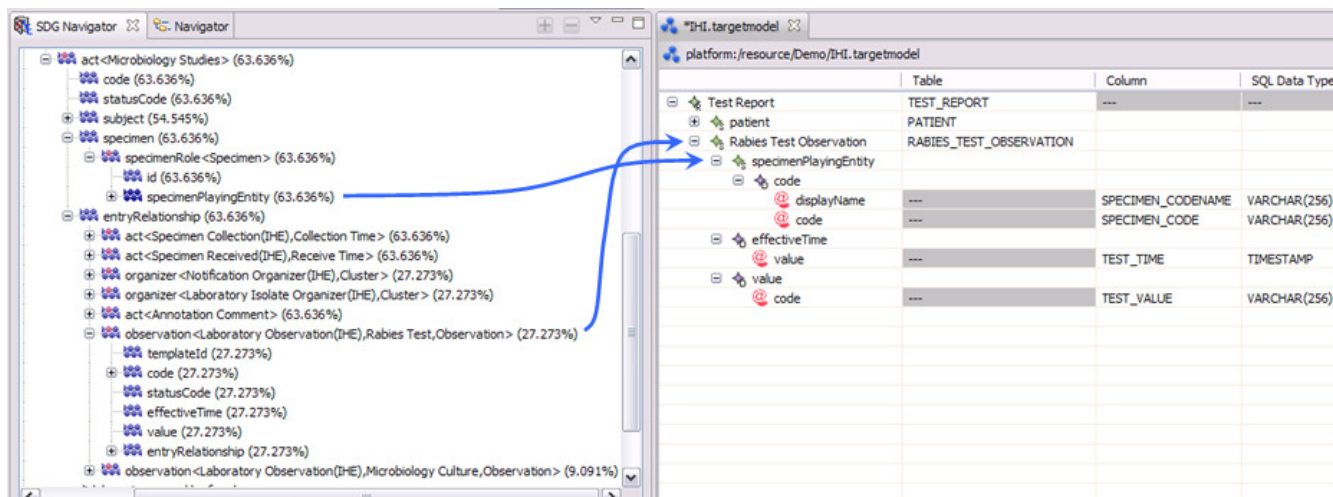 SDG Navigator
Navigator
act<Microbiology Studies> (63.636%)
code (63.636%)
statusCode (63.636%)
subject (54.545%)
specimen (63.636%)
specimenRole<Specimen> (63.636%)
id (63.636%)
specimenPlayingEntity (63.636%)
entryRelationship (63.636%)
act<Specimen Collection(IHE),Collection Time> (63.636%)
act<Specimen Received(IHE),Receive Time> (63.636%)
organizer<Notification Organizer(IHE),Cluster> (27.273%)
organizer<Laboratory Isolate Organizer(IHE),Cluster> (27.273%)
act<Annotation Comment> (63.636%)
observation<Laboratory Observation(IHE),Rabies Test,Observation> (27.273%)
templateId (27.273%)
code (27.273%)
statusCode (27.273%)
effectiveTime (27.273%)
value (27.273%)
entryRelationship (27.273%)
observation<Laboratory Observation(IHE),Microbiology Culture,Observation> (9.091%)
*IHI.targetmodel
platform:/resource/Demo/IHI.targetmodel
Table Column SQL Data Type
Test Report TEST_REPORT --- ---
patient PATIENT
Rabies Test Observation RABIES_TEST_OBSERVATION
specimenPlayingEntity
code
displayName --- SPECIMEN_CODENAME VARCHAR(256)
code --- SPECIMEN_CODE VARCHAR(256)
effectiveTime
value --- TEST_TIME TIMESTAMP
value
code --- TEST_VALUE VARCHAR(256)